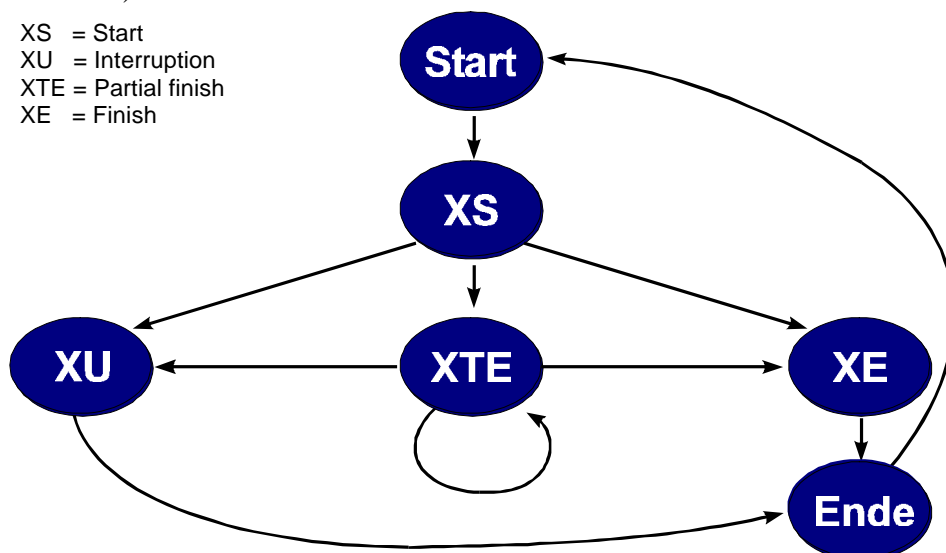 XS = Start
XU = Interruption
XTE = Partial finish
XE = Finish
Start
XS
XU
XTE
XE
Ende